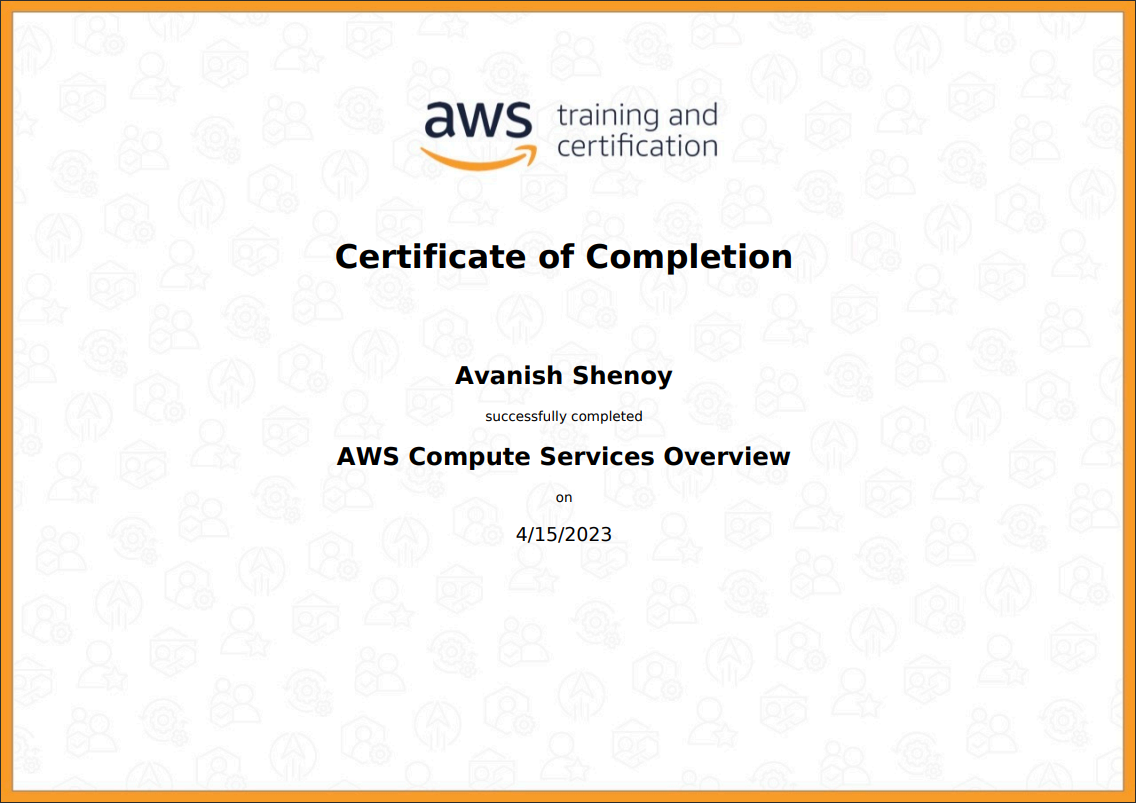 aws training and
certification
Certificate of Completion
Avanish Shenoy
successfully completed
AWS Compute Services Overview
on
4/15/2023